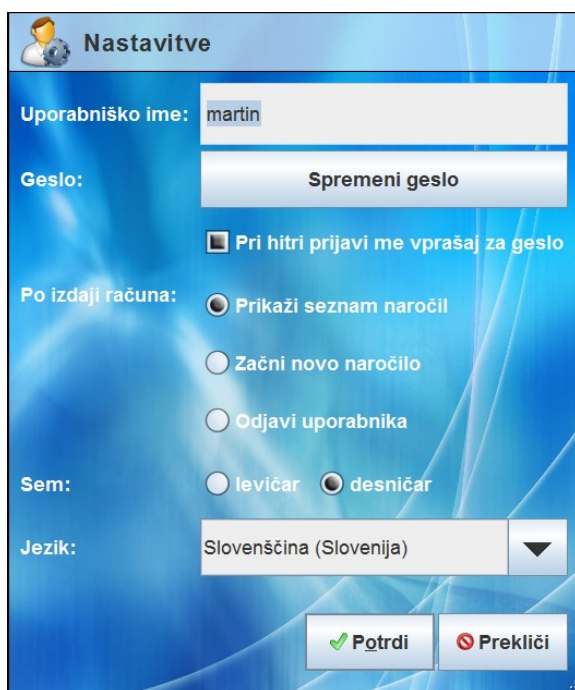 Nastavitve
Uporabniško ime: martin
Geslo: Spremeni geslo
Pri hitri prijavi me vprašaj za geslo
Po izdaji računa: Prikaži seznam naročil
Začni novo naročilo
Odjavi uporabnika
Sem: levičar desničar
Jezik: Slovenščina (Slovenija)
Potrdi Prekliči